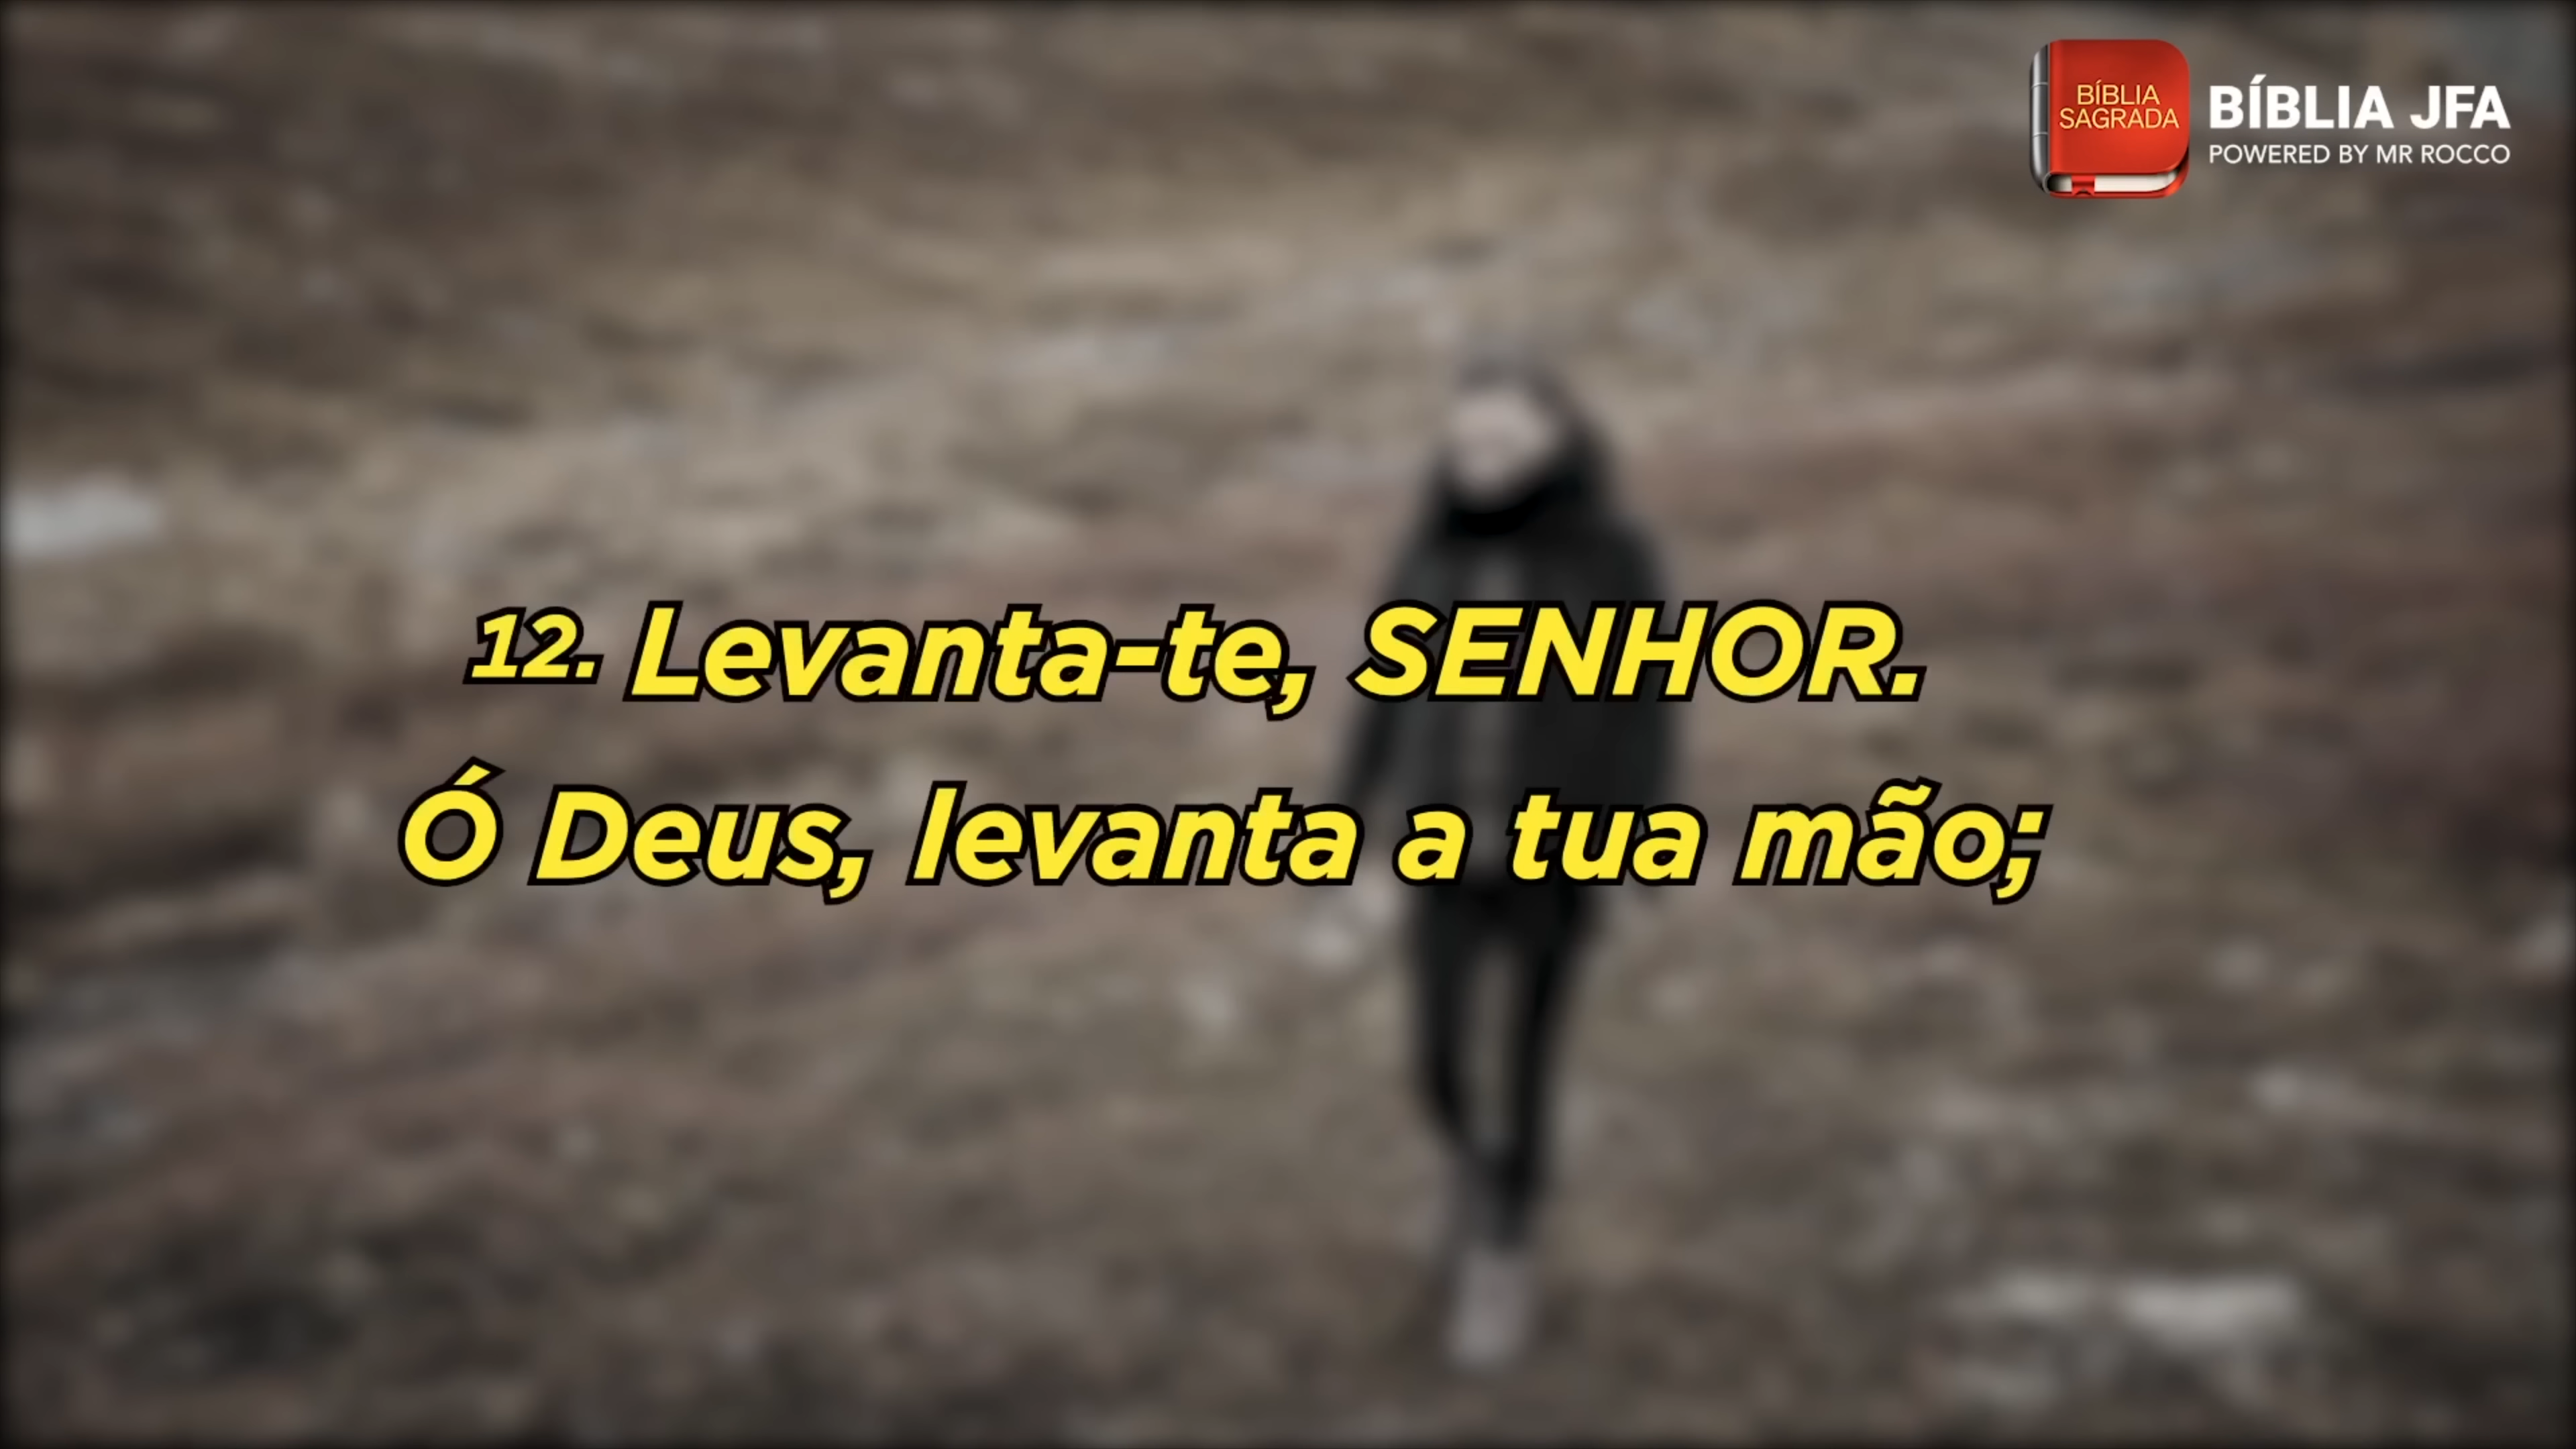 BÍBLIA
SAGRADA
BÍBLIA JFA
POWERED BY MR ROCCO
12. Levanta-te, SENHOR.
Ó Deus, levanta a tua mão;